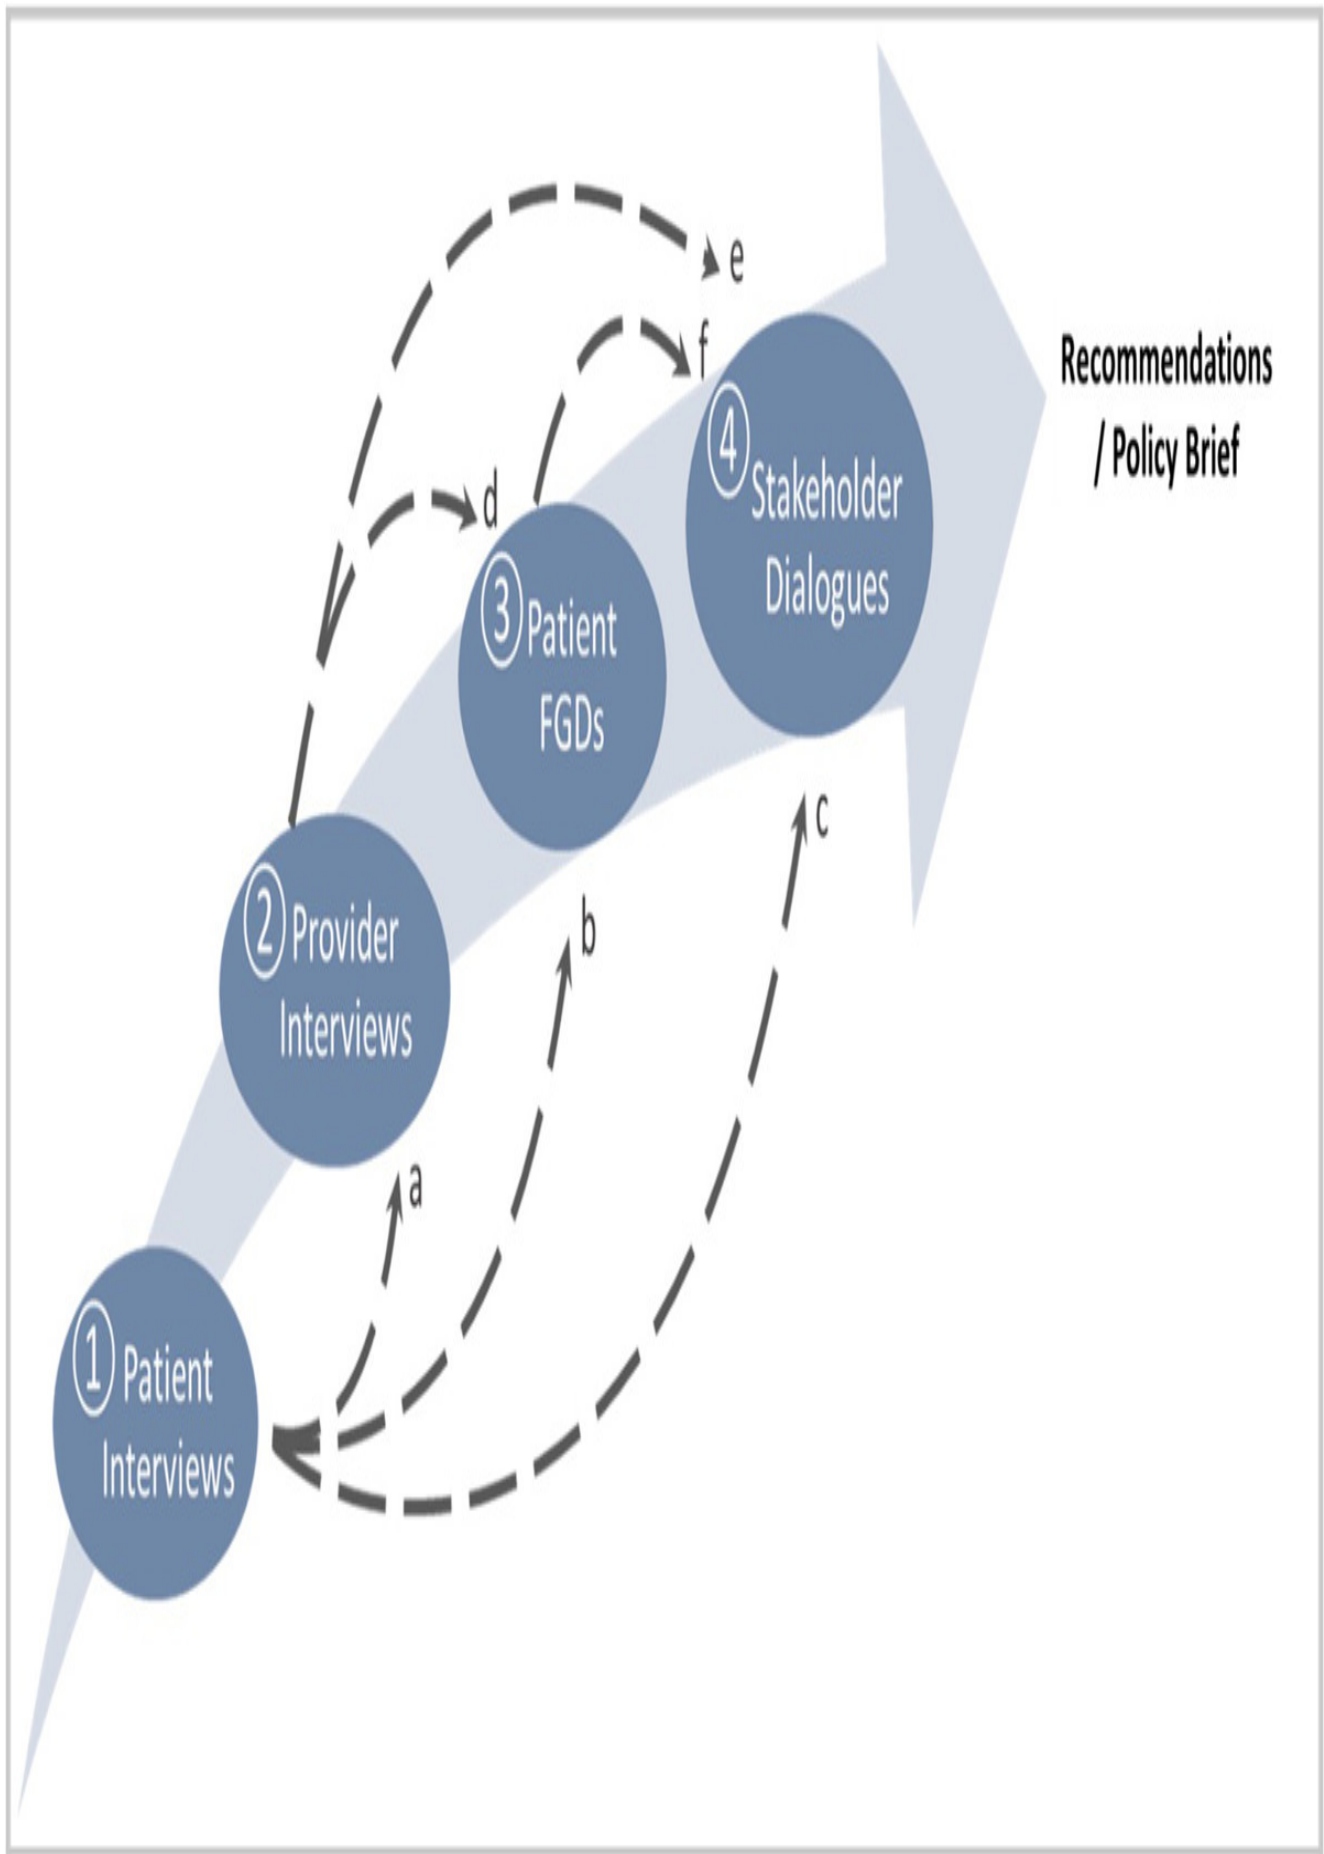 e
f
Recommendations
/ Policy Brief
4
Stakeholder
Dialogues
d
3
Patient
FGDs
c
2
Provider
Interviews
b
a
1
Patient
Interviews